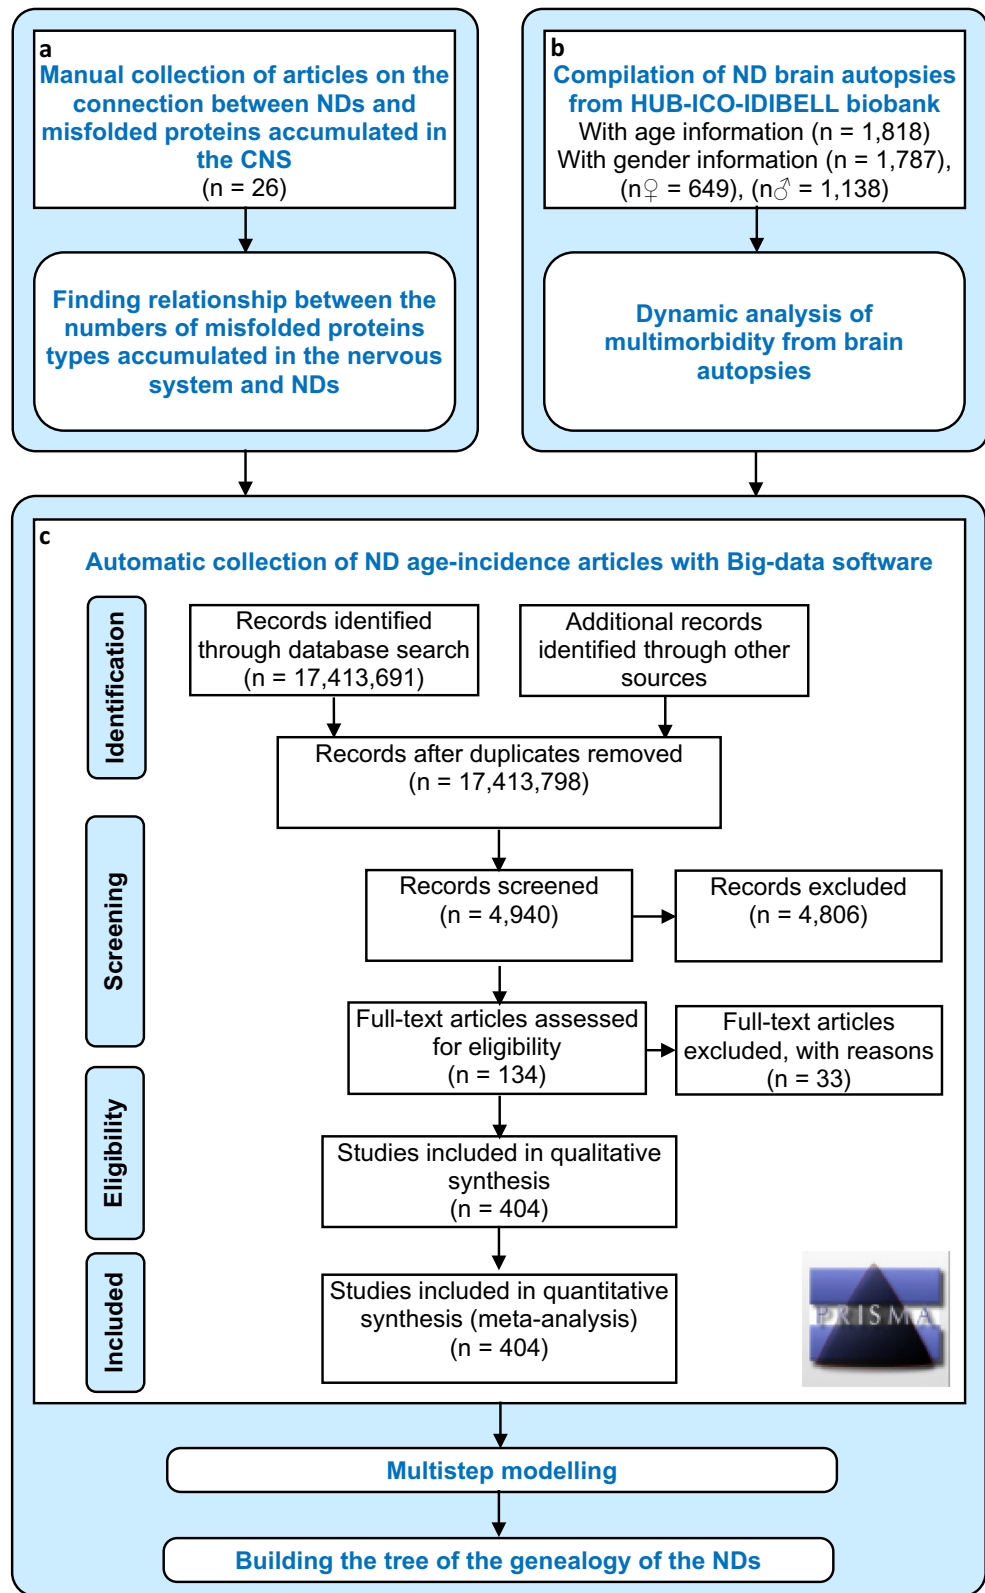 a
Manual collection of articles on the
connection between NDs and
misfolded proteins accumulated in
the CNS
(n = 26)
Finding relationship between the
numbers of misfolded proteins
types accumulated in the nervous
system and NDs
b
Compilation of ND brain autopsies
from HUB-ICO-IDIBELL biobank
With age information (n = 1,818)
With gender information (n = 1,787),
(n♀ = 649), (n♂ = 1,138)
Dynamic analysis of
multimorbidity from brain
autopsies
c
Automatic collection of ND age-incidence articles with Big-data software
Identification
Records identified
through database search
(n = 17,413,691)
Additional records
identified through other
sources
Records after duplicates removed
(n = 17,413,798)
Screening
Records screened
(n = 4,940)
Records excluded
(n = 4,806)
Full-text articles assessed
for eligibility
(n = 134)
Full-text articles
excluded, with reasons
(n = 33)
Eligibility
Studies included in qualitative
synthesis
(n = 404)
Included
Studies included in quantitative
synthesis (meta-analysis)
(n = 404)
PRISMA
Multistep modelling
Building the tree of the genealogy of the NDs